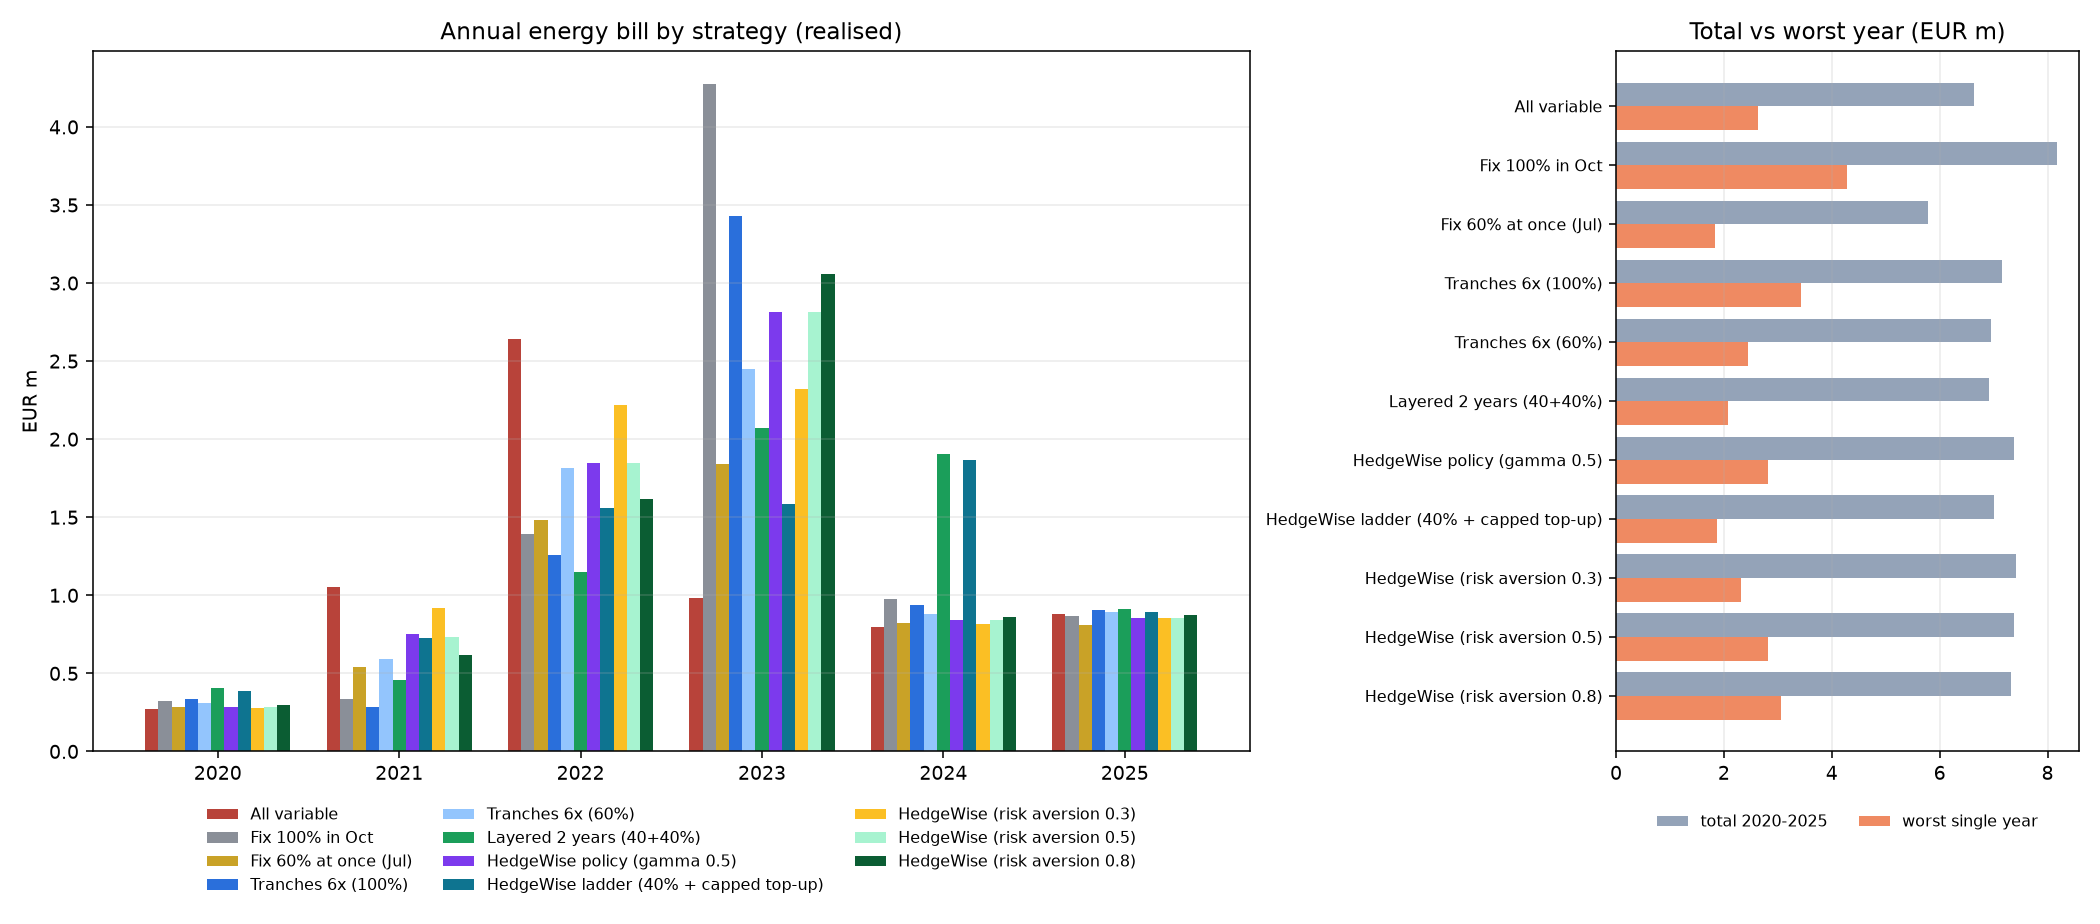 Annual energy bill by strategy (realised)
EUR m
4.0
3.5
3.0
2.5
2.0
1.5
1.0
0.5
0.0
2020 2021 2022 2023 2024 2025
All variable
Fix 100% in Oct
Fix 60% at once (Jul)
Tranches 6x (100%)
Tranches 6x (60%)
Layered 2 years (40+40%)
HedgeWise policy (gamma 0.5)
HedgeWise ladder (40% + capped top-up)
HedgeWise (risk aversion 0.3)
HedgeWise (risk aversion 0.5)
HedgeWise (risk aversion 0.8)
Total vs worst year (EUR m)
All variable
Fix 100% in Oct
Fix 60% at once (Jul)
Tranches 6x (100%)
Tranches 6x (60%)
Layered 2 years (40+40%)
HedgeWise policy (gamma 0.5)
HedgeWise ladder (40% + capped top-up)
HedgeWise (risk aversion 0.3)
HedgeWise (risk aversion 0.5)
HedgeWise (risk aversion 0.8)
0 2 4 6 8
total 2020-2025 worst single year